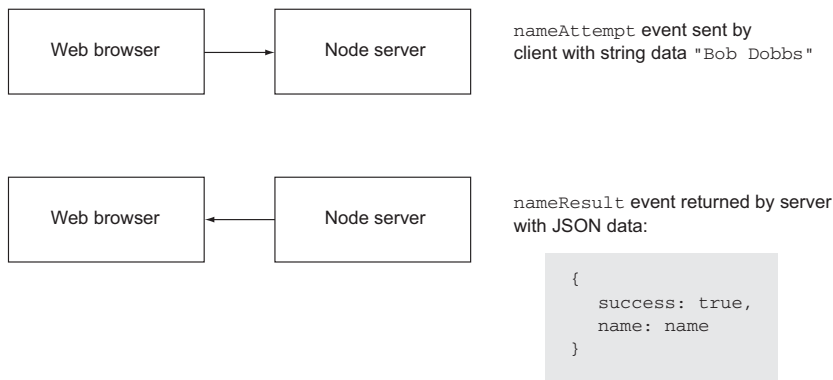 Web browser
Node server
nameAttempt event sent by
client with string data "Bob Dobbs"
Web browser
Node server
nameResult event returned by server
with JSON data:
{
success: true,
name: name
}